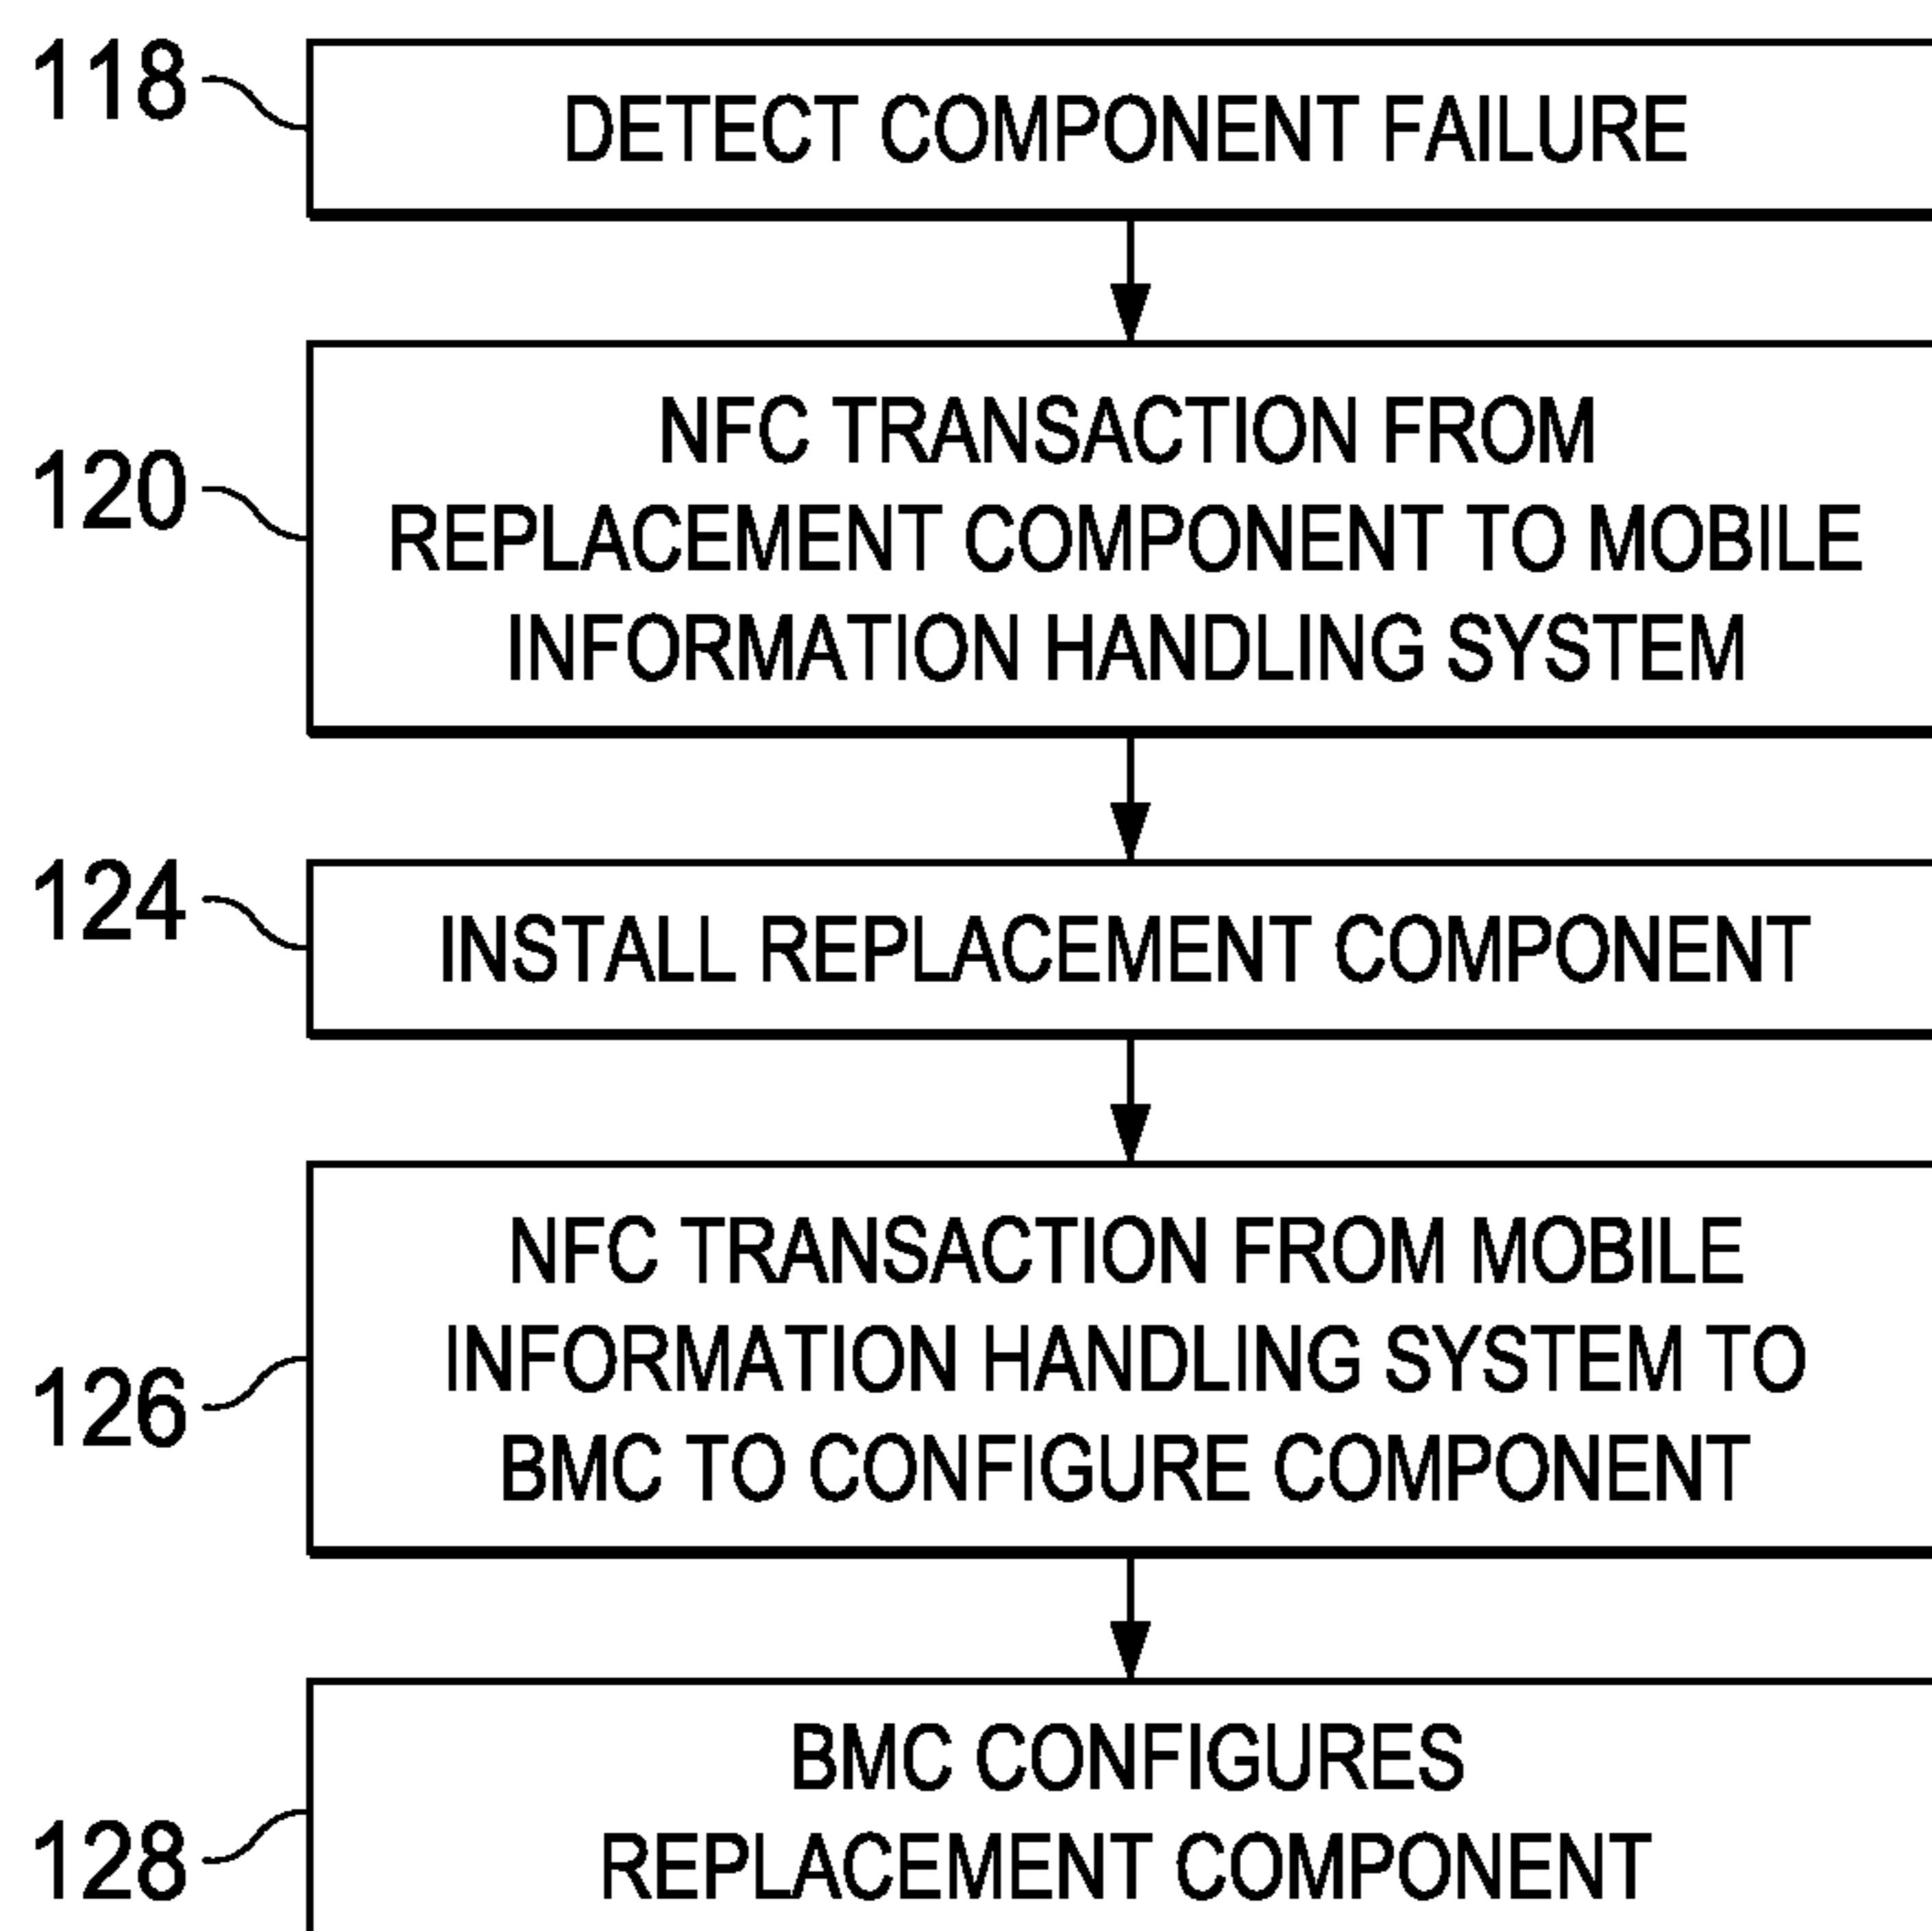 118
DETECT COMPONENT FAILURE
120
NFC TRANSACTION FROM
REPLACEMENT COMPONENT TO MOBILE
INFORMATION HANDLING SYSTEM
124
INSTALL REPLACEMENT COMPONENT
126
NFC TRANSACTION FROM MOBILE
INFORMATION HANDLING SYSTEM TO
BMC TO CONFIGURE COMPONENT
128
BMC CONFIGURES
REPLACEMENT COMPONENT